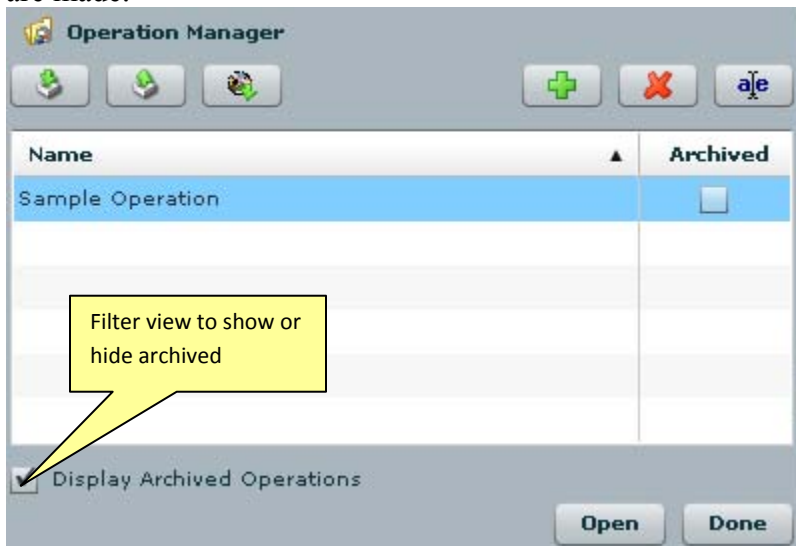 are made.
Operation Manager
ae
Name ▲ Archived
Sample Operation
Filter view to show or
hide archived
Display Archived Operations
Open Done